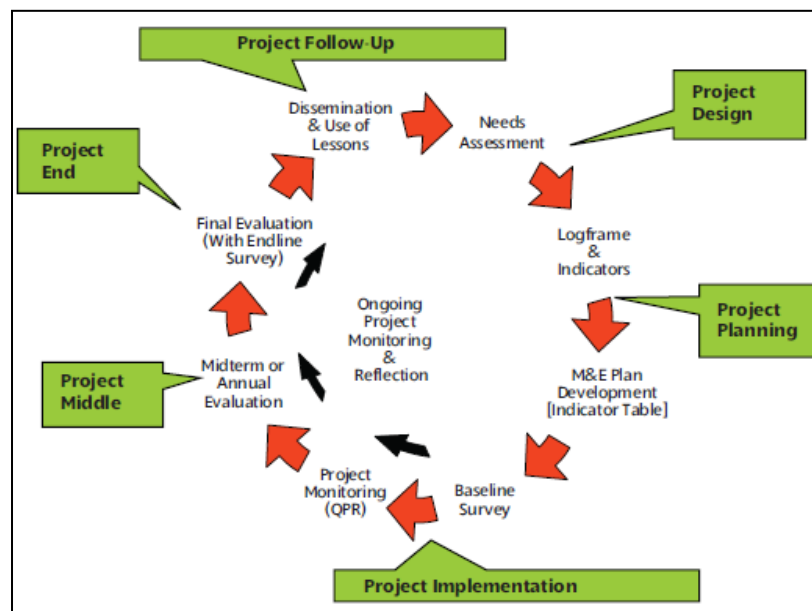 Project Follow-Up
Dissemination
& Use of
Lessons
Needs
Assessment
Project
Design
Project
End
Final Evaluation
(With Endline
Survey)
Logframe
&
Indicators
Ongoing
Project
Monitoring
&
Reflection
Project
Planning
Project
Middle
Midterm or
Annual
Evaluation
M&E Plan
Development
[Indicator Table]
Project
Monitoring
(QPR)
Baseline
Survey
Project Implementation